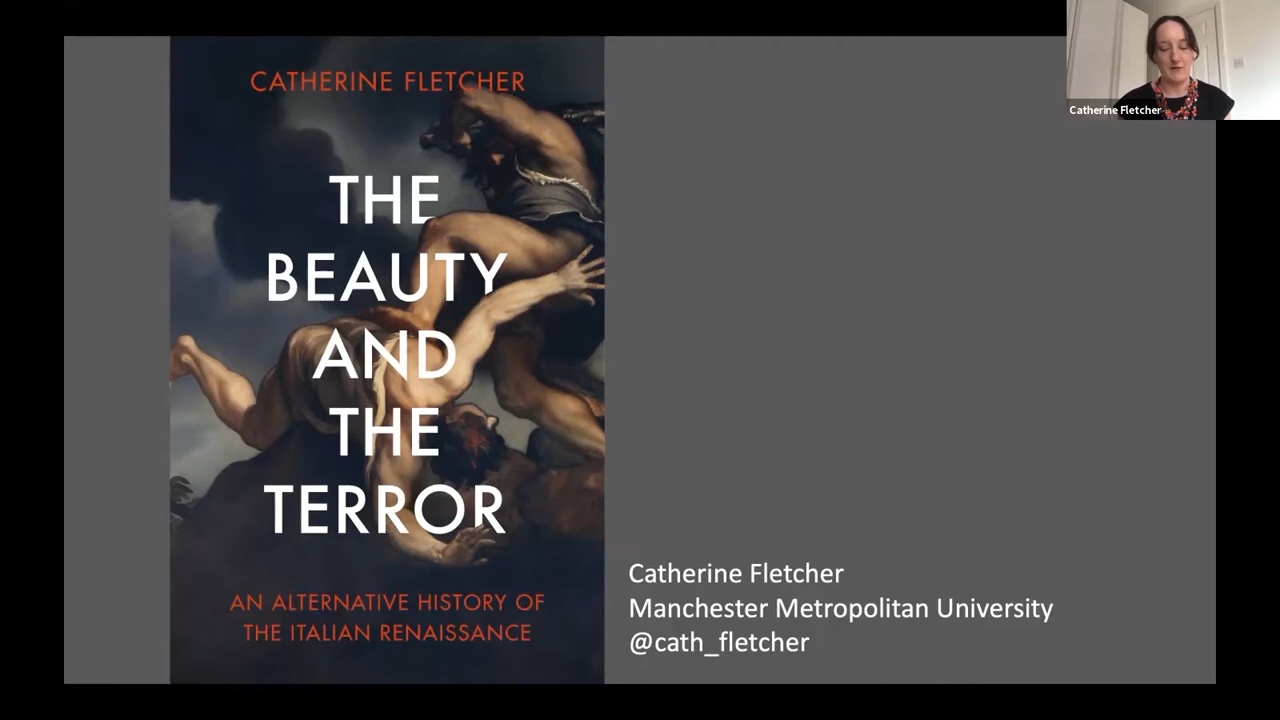 CATHERINE FLETCHER
THE
BEAUTY
AND
THE
TERROR
AN ALTERNATIVE HISTORY OF
THE ITALIAN RENAISSANCE
Catherine Fletcher
Manchester Metropolitan University
@cath_fletcher
Catherine Fletcher